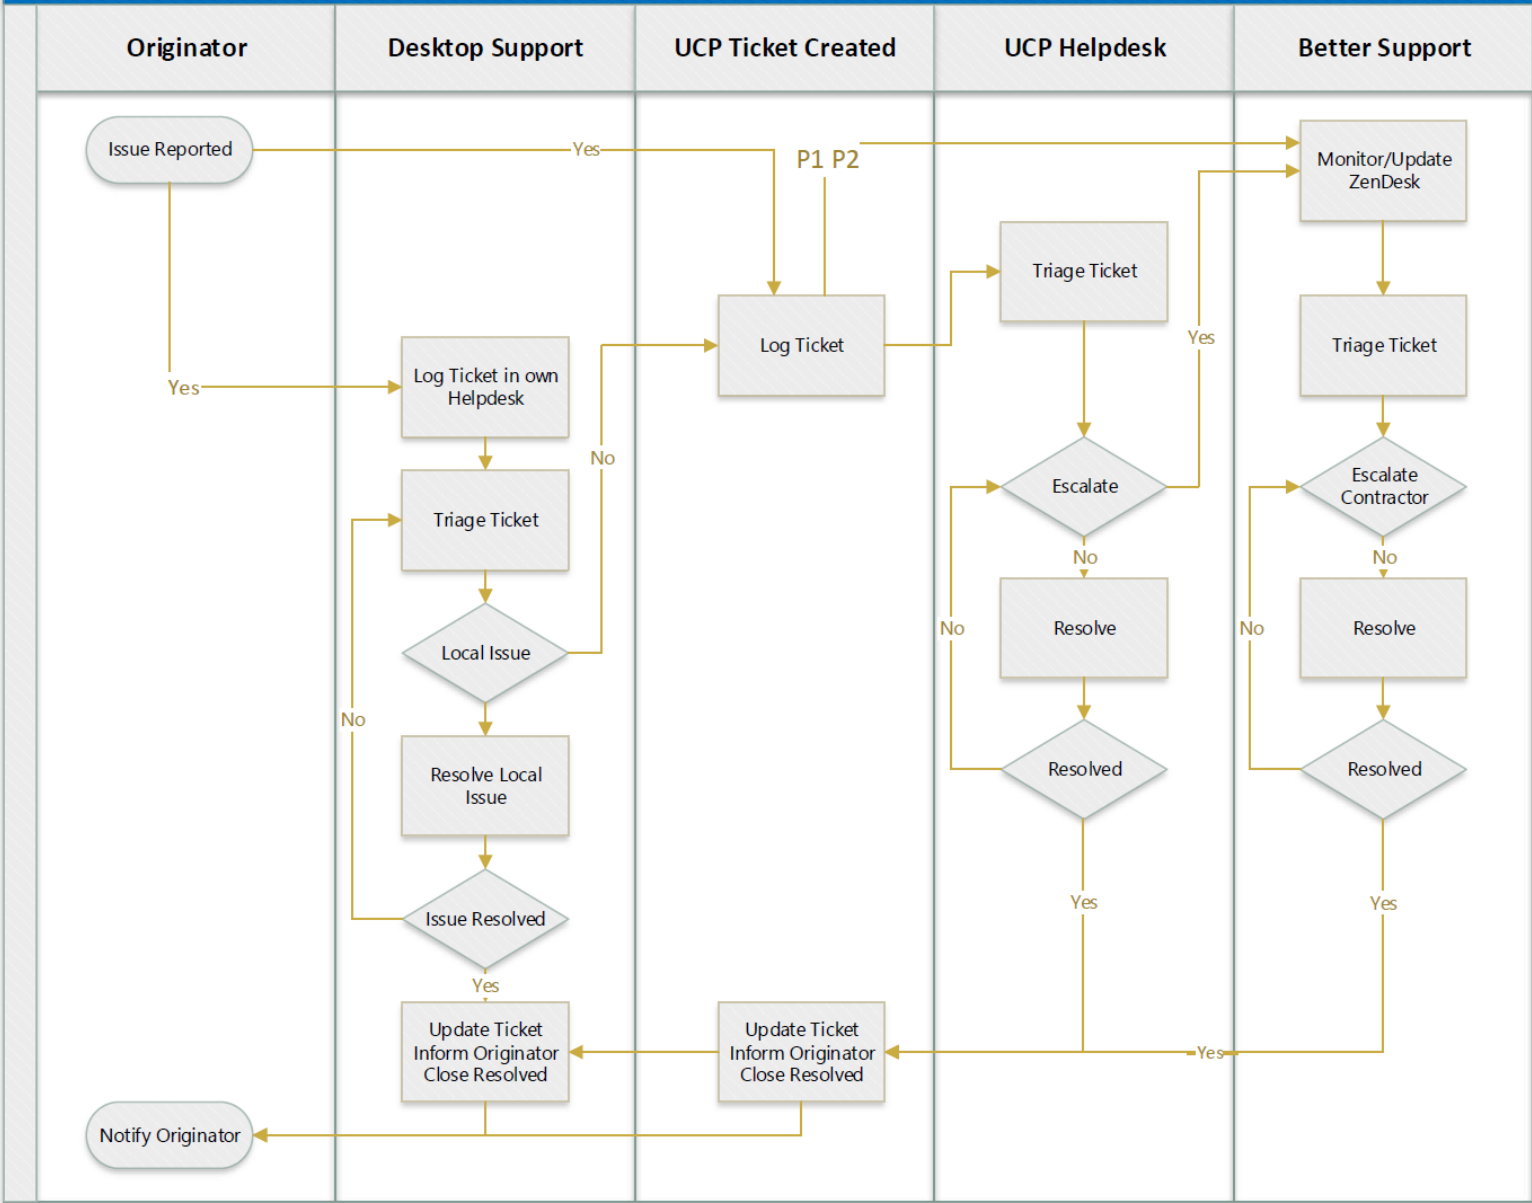 Originator
Desktop Support
UCP Ticket Created
UCP Helpdesk
Better Support
Issue Reported
Yes
P1 P2
Monitor/Update
ZenDesk
Triage Ticket
Log Ticket
Yes
Triage Ticket
Yes
Log Ticket in own
Helpdesk
No
Triage Ticket
Escalate
Escalate
Contractor
No
No
Local Issue
No
Resolve
No
Resolve
No
Resolve Local
Issue
Resolved
Resolved
Issue Resolved
Yes
Yes
Yes
Update Ticket
Inform Originator
Close Resolved
Update Ticket
Inform Originator
Close Resolved
Yes
Notify Originator